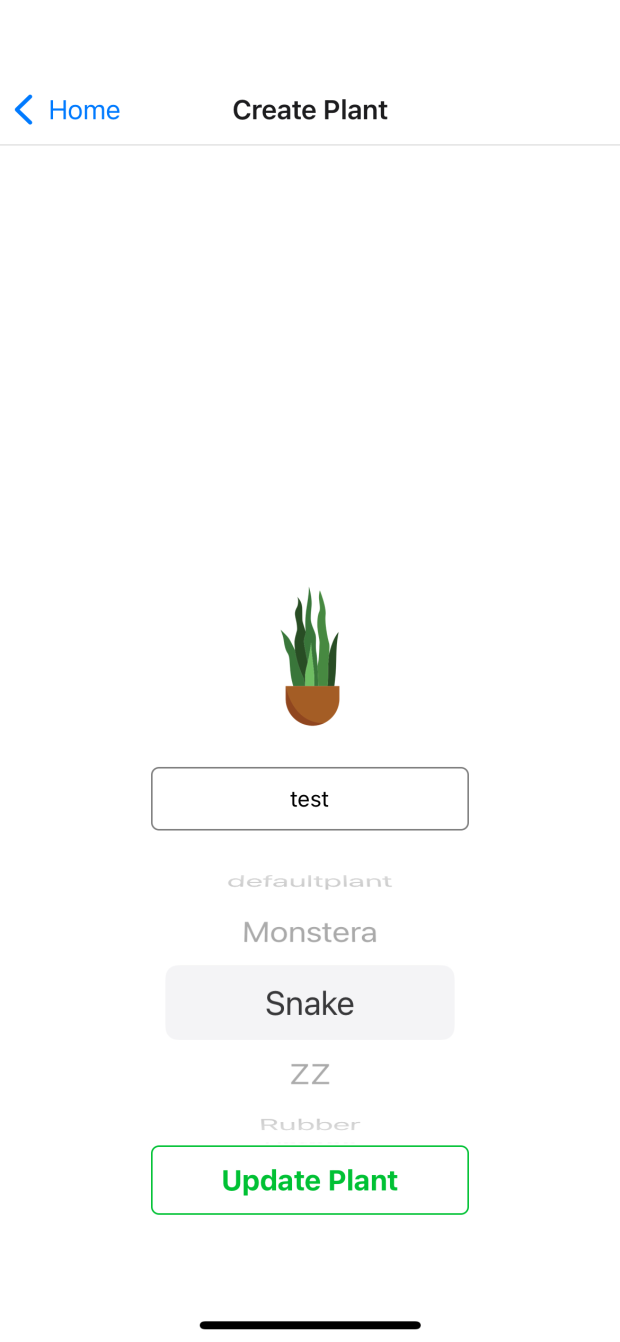 Home
Create Plant
test
defaultplant
Monstera
Snake
ZZ
Rubber
Update Plant